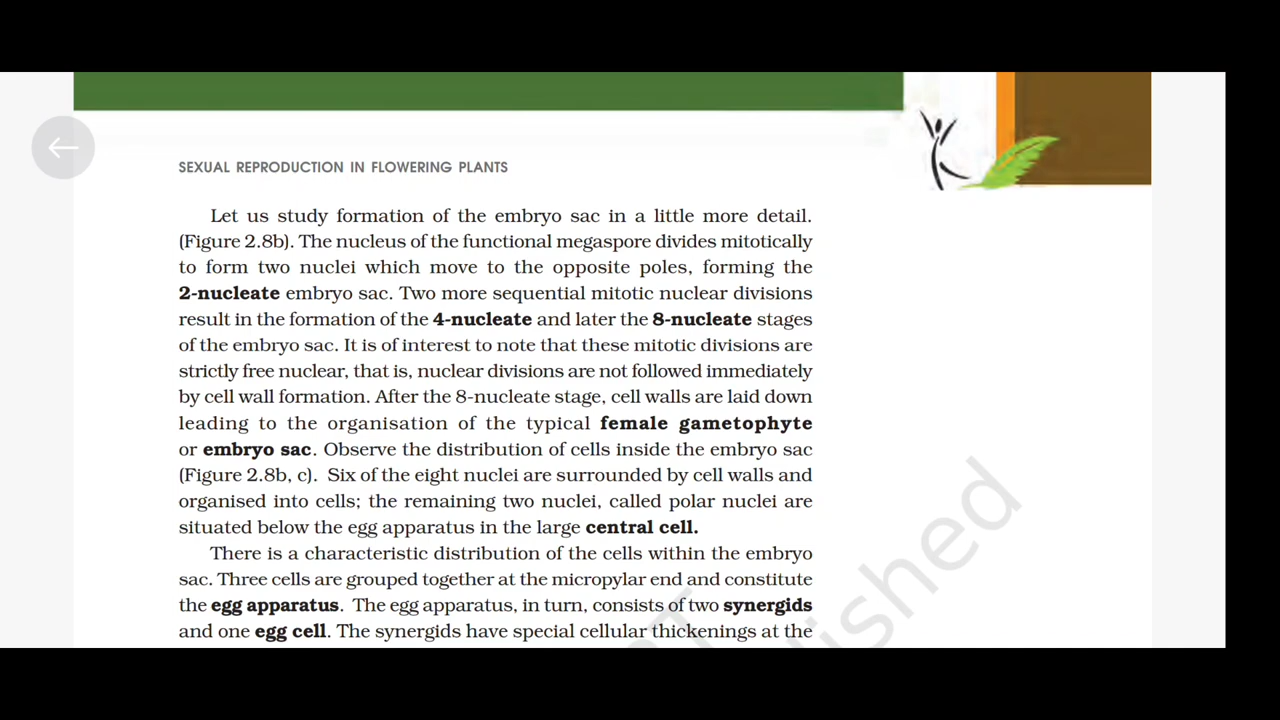 SEXUAL REPRODUCTION IN FLOWERING PLANTS
Let us study formation of the embryo sac in a little more detail.
(Figure 2.8b). The nucleus of the functional megaspore divides mitotically
to form two nuclei which move to the opposite poles, forming the
2-nucleate embryo sac. Two more sequential mitotic nuclear divisions
result in the formation of the 4-nucleate and later the 8-nucleate stages
of the embryo sac. It is of interest to note that these mitotic divisions are
strictly free nuclear, that is, nuclear divisions are not followed immediately
by cell wall formation. After the 8-nucleate stage, cell walls are laid down
leading to the organisation of the typical female gametophyte
or embryo sac. Observe the distribution of cells inside the embryo sac
(Figure 2.8b, c). Six of the eight nuclei are surrounded by cell walls and
organised into cells; the remaining two nuclei, called polar nuclei are
situated below the egg apparatus in the large central cell.
There is a characteristic distribution of the cells within the embryo
sac. Three cells are grouped together at the micropylar end and constitute
the egg apparatus. The egg apparatus, in turn, consists of two synergids
and one egg cell. The synergids have special cellular thickenings at the